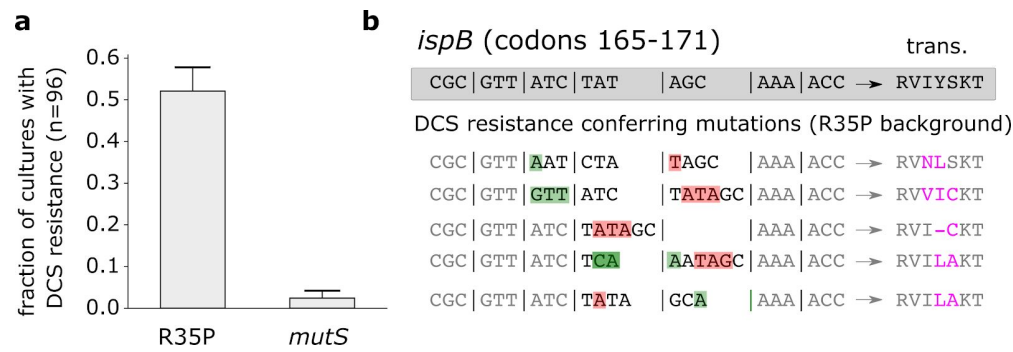 a
fraction of cultures with
DCS resistance (n=96)
0.6
0.5
0.4
0.3
0.2
0.1
0.0
R35P mutS
b
ispB (codons 165-171)
trans.
CGC | GTT | ATC | TAT | AGC | AAA | ACC → RVIYSKT
DCS resistance conferring mutations (R35P background)
CGC | GTT | AAT CTA | TAGC | AAA | ACC → RVNLSKT
CGC | GTT | GTT | ATC | TATAGC | AAA | ACC → RVVICKT
CGC | GTT | ATC | TATAGC | | AAA | ACC → RVI-CKT
CGC | GTT | ATC | TCA | AATAGC | AAA | ACC → RVILAKT
CGC | GTT | ATC | TATA GCA | AAA | ACC → RVILAKT